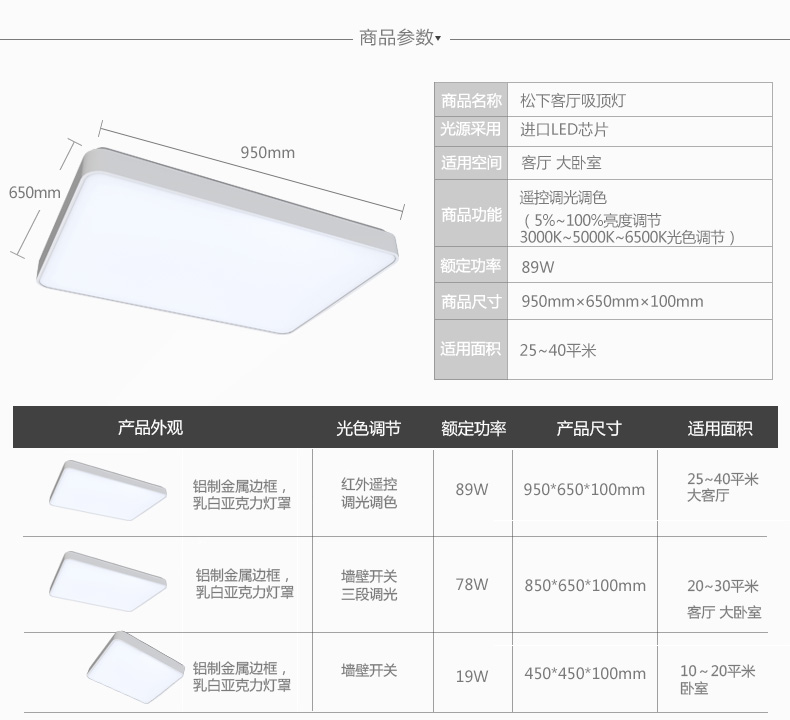 商品参数
950mm
650mm
商品名称 松下客厅吸顶灯
光源采用 进口LED芯片
适用空间 客厅 大卧室
商品功能 遥控调光调色
（5%~100%亮度调节
3000K~5000K~6500K光色调节）
额定功率 89W
商品尺寸 950mm×650mm×100mm
适用面积 25~40平米
产品外观 光色调节 额定功率 产品尺寸 适用面积
铝制金属边框，
乳白亚克力灯罩
红外遥控
调光调色
89W
950*650*100mm
25~40平米
大客厅
铝制金属边框，
乳白亚克力灯罩
墙壁开关
三段调光
78W
850*650*100mm
20~30平米
客厅 大卧室
铝制金属边框，
乳白亚克力灯罩
墙壁开关
19W
450*450*100mm
10～20平米
卧室